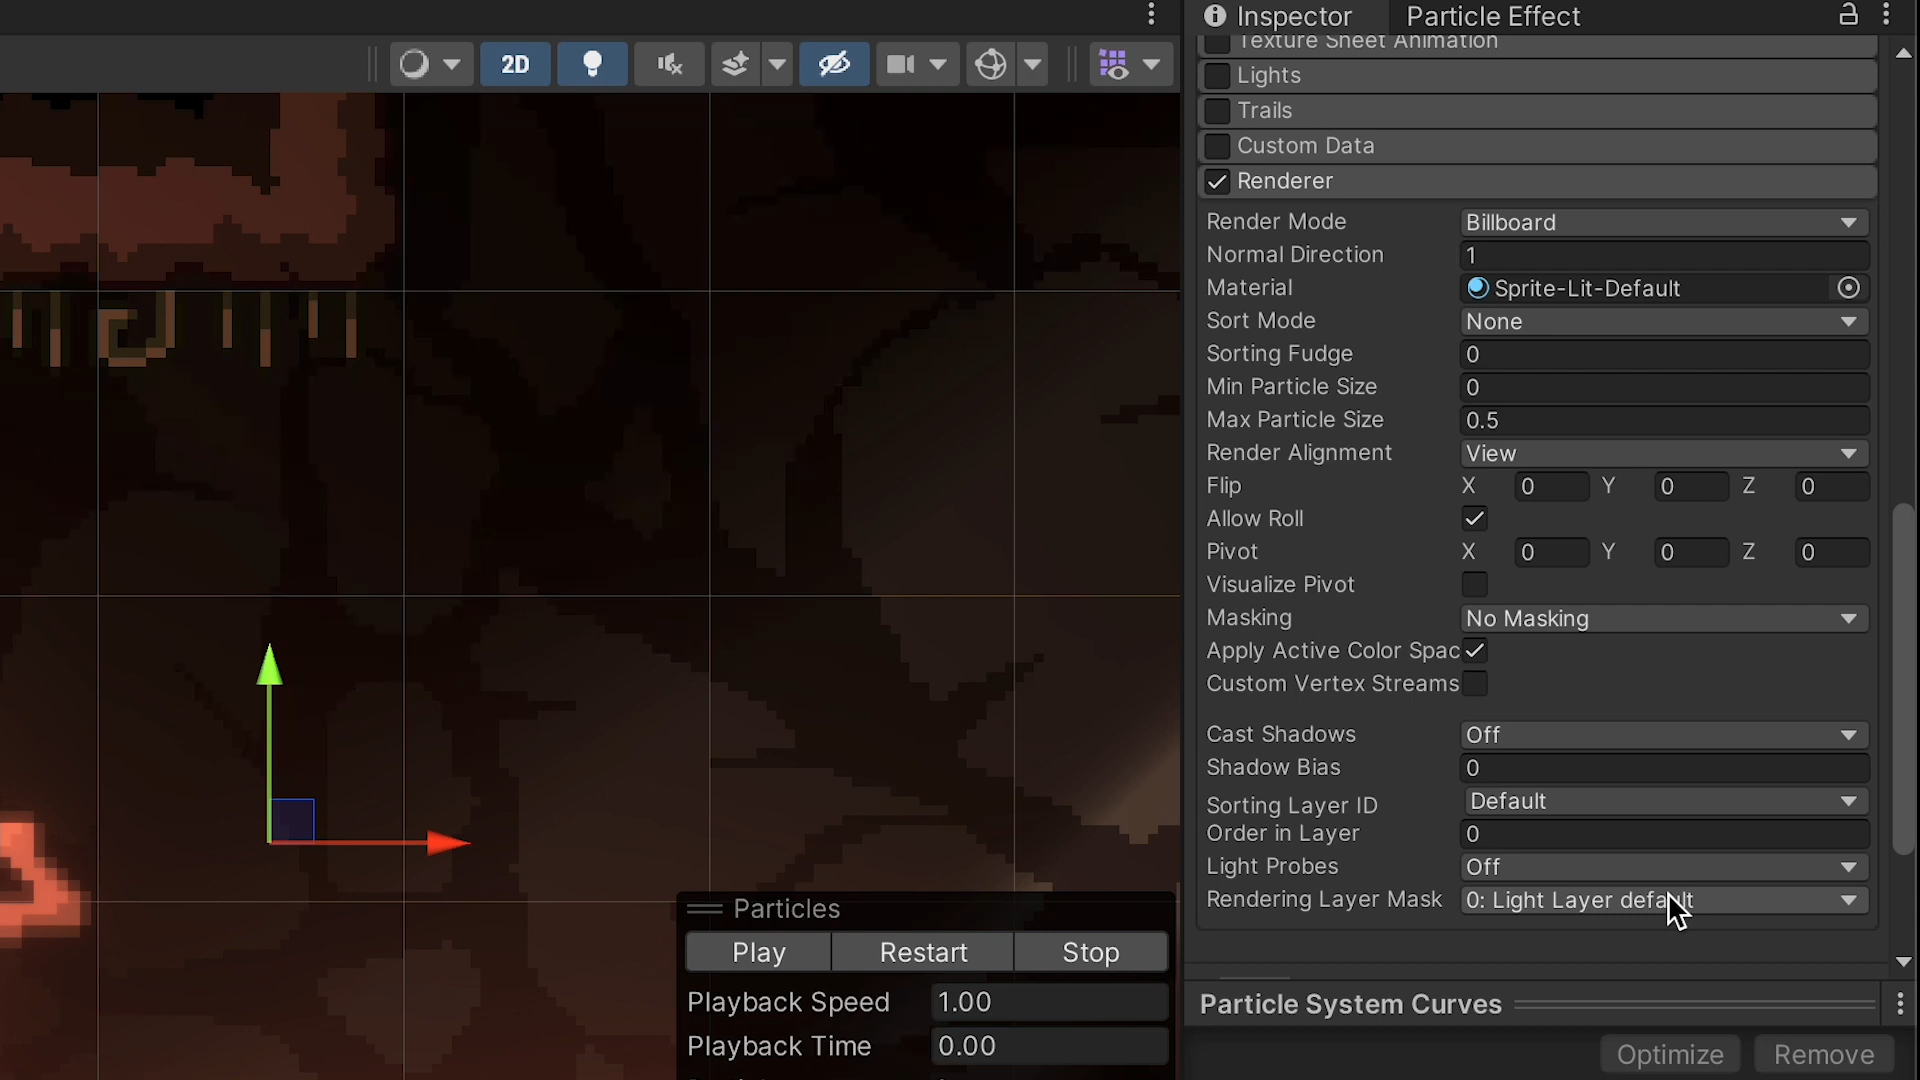 Inspector
Particle Effect
2D
Texture Sheet Animation
Lights
Trails
Custom Data
Renderer
Render Mode Billboard
Normal Direction 1
Material Sprite-Lit-Default
Sort Mode None
Sorting Fudge 0
Min Particle Size 0
Max Particle Size 0.5
Render Alignment View
Flip X 0 Y 0 Z 0
Allow Roll
Pivot X 0 Y 0 Z 0
Visualize Pivot
Masking No Masking
Apply Active Color Spac
Custom Vertex Streams
Cast Shadows Off
Shadow Bias 0
Sorting Layer ID Default
Order in Layer 0
Light Probes Off
Rendering Layer Mask 0: Light Layer default
Particles
Play Restart Stop
Playback Speed 1.00
Playback Time 0.00
Particle System Curves
Optimize Remove